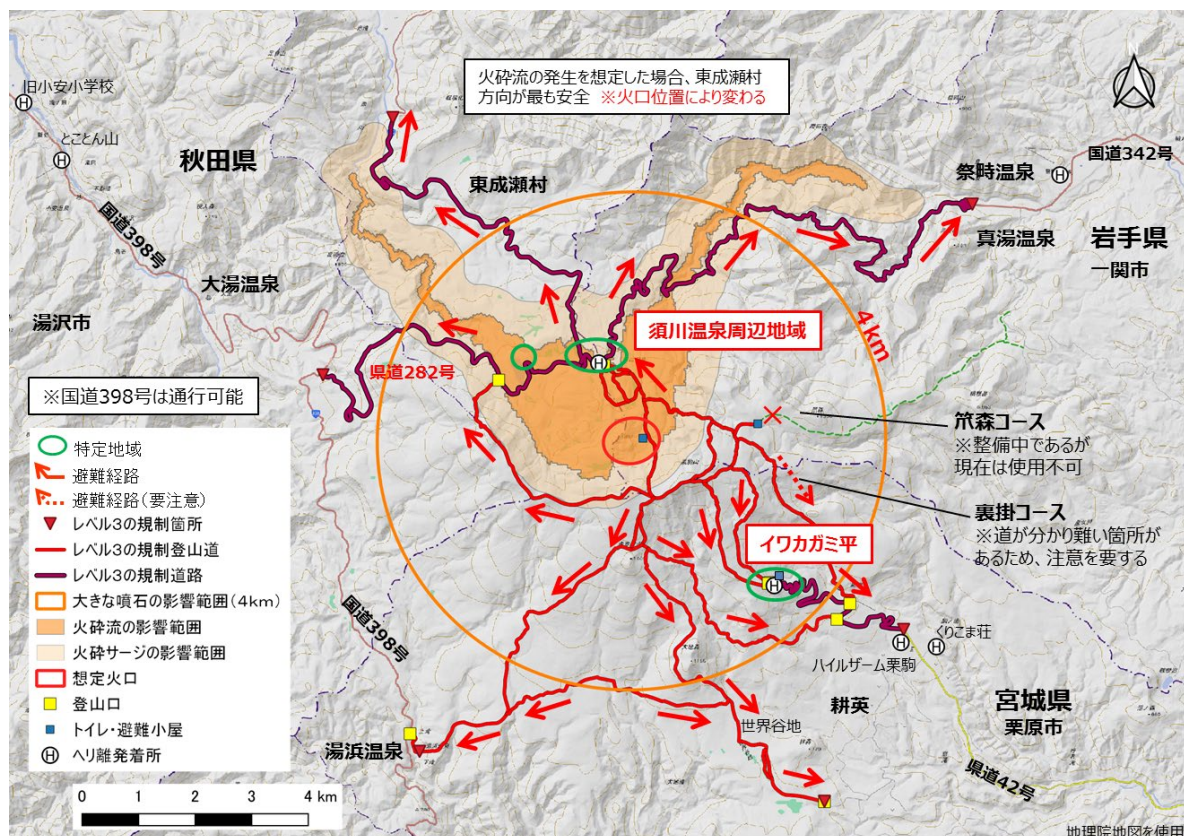 火砕流の発生を想定した場合、東成瀬村
方向が最も安全 ※火口位置により変わる
旧小安小学校
とことん山
秋田県
東成瀬村
国道342号
祭畤温泉
真湯温泉
岩手県
一関市
国道398号
大湯温泉
湯沢市
4km
須川温泉周辺地域
県道282号
※国道398号は通行可能
笊森コース
※整備中であるが
現在は使用不可
裏掛コース
※道が分かり難い箇所が
あるため、注意を要する
イワカガミ平
特定地域
避難経路
避難経路(要注意)
レベル3の規制箇所
レベル3の規制登山道
レベル3の規制道路
大きな噴石の影響範囲(4km)
火砕流の影響範囲
火砕サージの影響範囲
想定火口
登山口
トイレ・避難小屋
ヘリ離発着所
国道398号
くりこま荘
ハイルザーム栗駒
耕英
宮城県
栗原市
世界谷地
湯浜温泉
県道42号
0 1 2 3 4 km
地理院地図を使用